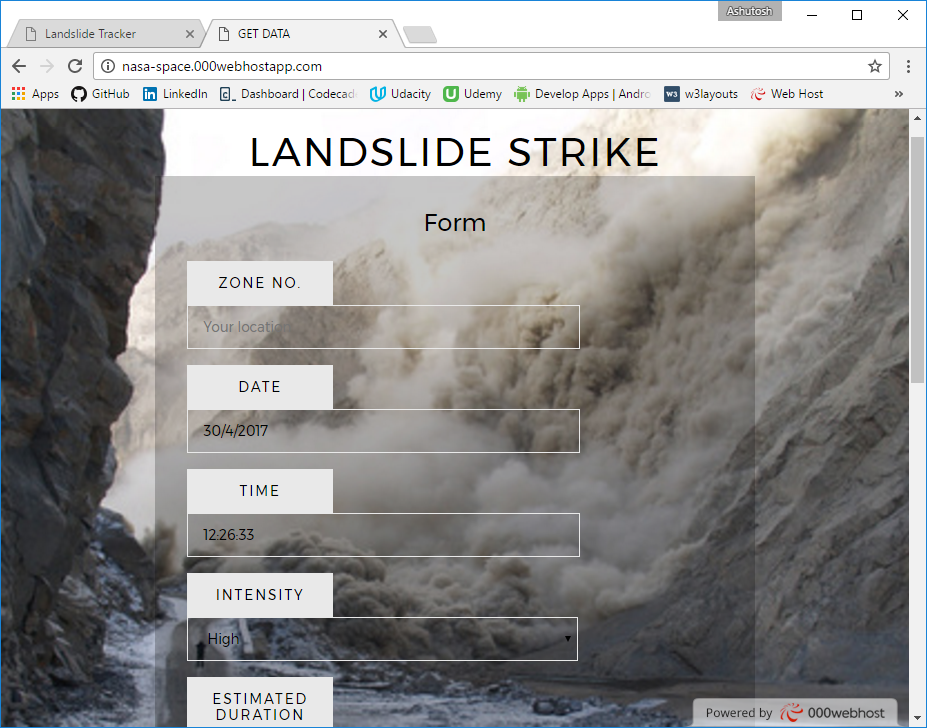 Ashutosh
Landslide Tracker
GET DATA
nasa-space.000webhostapp.com
Apps GitHub LinkedIn Dashboard | Codecad Udacity Udemy Develop Apps | Andro w3layouts Web Host »
LANDSLIDE STRIKE
Form
ZONE NO.
Your location
DATE
30/4/2017
TIME
12:26:33
INTENSITY
High
ESTIMATED
DURATION
Powered by 000webhost